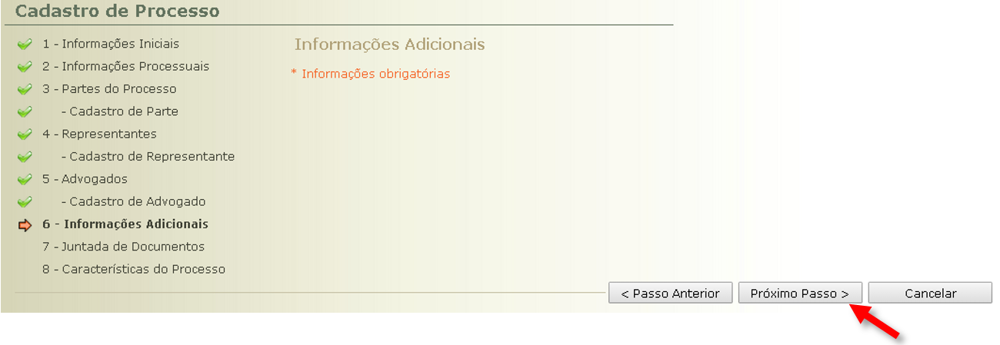 Cadastro de Processo
1 - Informações Iniciais
2 - Informações Processuais
3 - Partes do Processo
- Cadastro de Parte
4 - Representantes
- Cadastro de Representante
5 - Advogados
- Cadastro de Advogado
6 - Informações Adicionais
7 - Juntada de Documentos
8 - Características do Processo
Informações Adicionais
* Informações obrigatórias
< Passo Anterior
Próximo Passo >
Cancelar